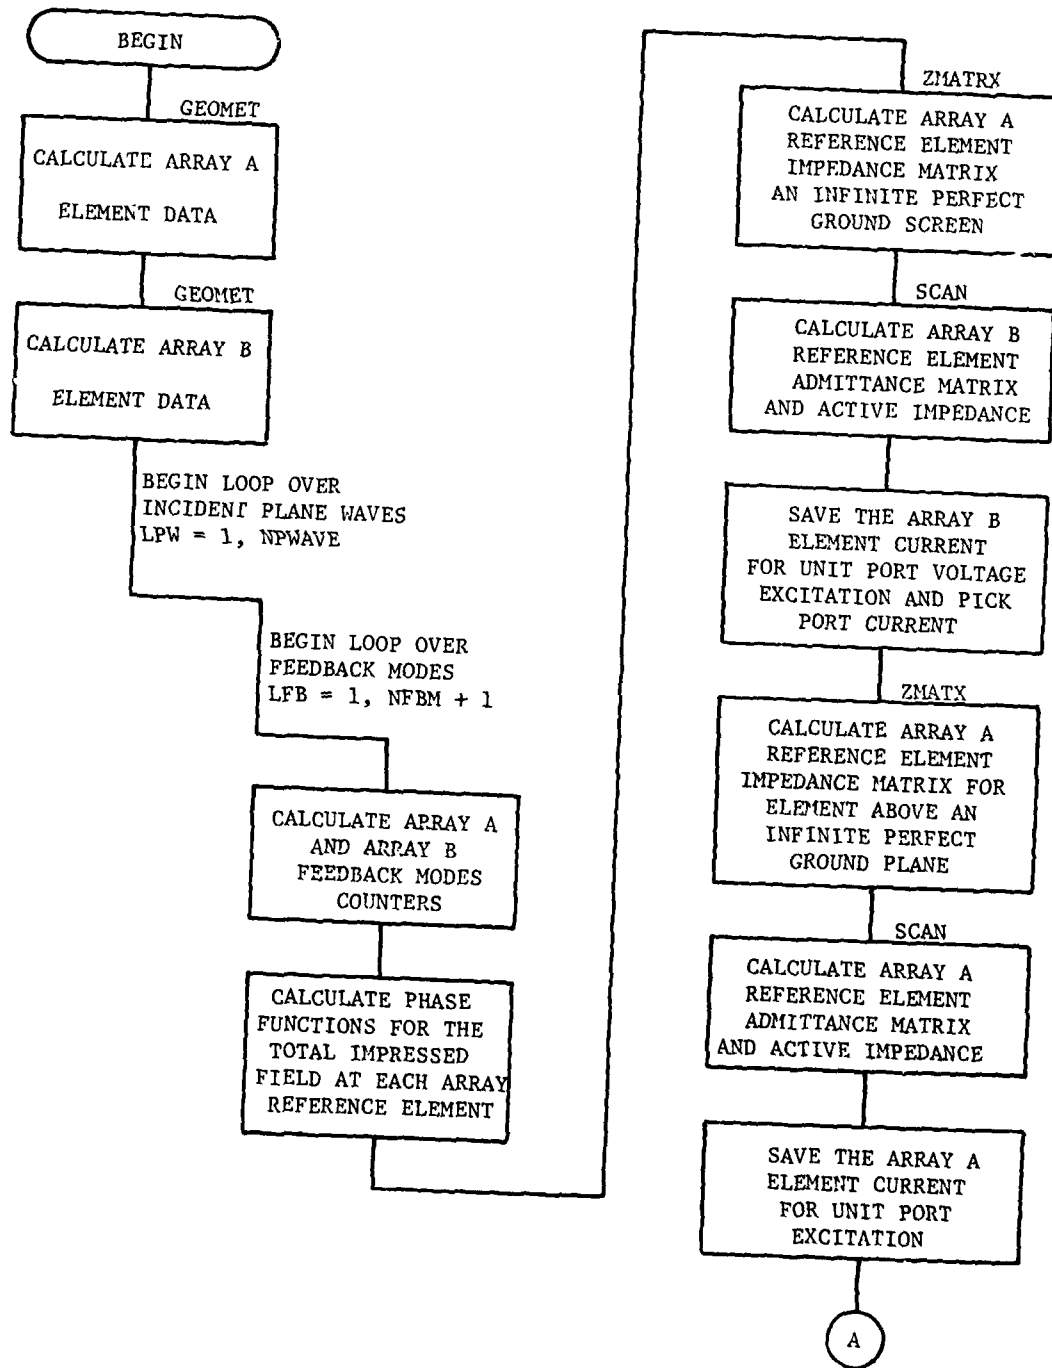 BEGIN
GEOMET
CALCULATE ARRAY A
ELEMENT DATA
GEOMET
CALCULATE ARRAY B
ELEMENT DATA
BEGIN LOOP OVER
INCIDENT PLANE WAVES
LPW = 1, NPWAVE
BEGIN LOOP OVER
FEEDBACK MODES
LFB = 1, NFBM + 1
CALCULATE ARRAY A
AND ARRAY B
FEEDBACK MODES
COUNTERS
CALCULATE PHASE
FUNCTIONS FOR THE
TOTAL IMPRESSED
FIELD AT EACH ARRAY
REFERENCE ELEMENT
ZMATRX
CALCULATE ARRAY A
REFERENCE ELEMENT
IMPEDANCE MATRIX
AN INFINITE PERFECT
GROUND SCREEN
SCAN
CALCULATE ARRAY B
REFERENCE ELEMENT
ADMITTANCE MATRIX
AND ACTIVE IMPEDANCE
SAVE THE ARRAY B
ELEMENT CURRENT
FOR UNIT PORT VOLTAGE
EXCITATION AND PICK
PORT CURRENT
ZMATX
CALCULATE ARRAY A
REFERENCE ELEMENT
IMPEDANCE MATRIX FOR
ELEMENT ABOVE AN
INFINITE PERFECT
GROUND PLANE
SCAN
CALCULATE ARRAY A
REFERENCE ELEMENT
ADMITTANCE MATRIX
AND ACTIVE IMPEDANCE
SAVE THE ARRAY A
ELEMENT CURRENT
FOR UNIT PORT
EXCITATION
A